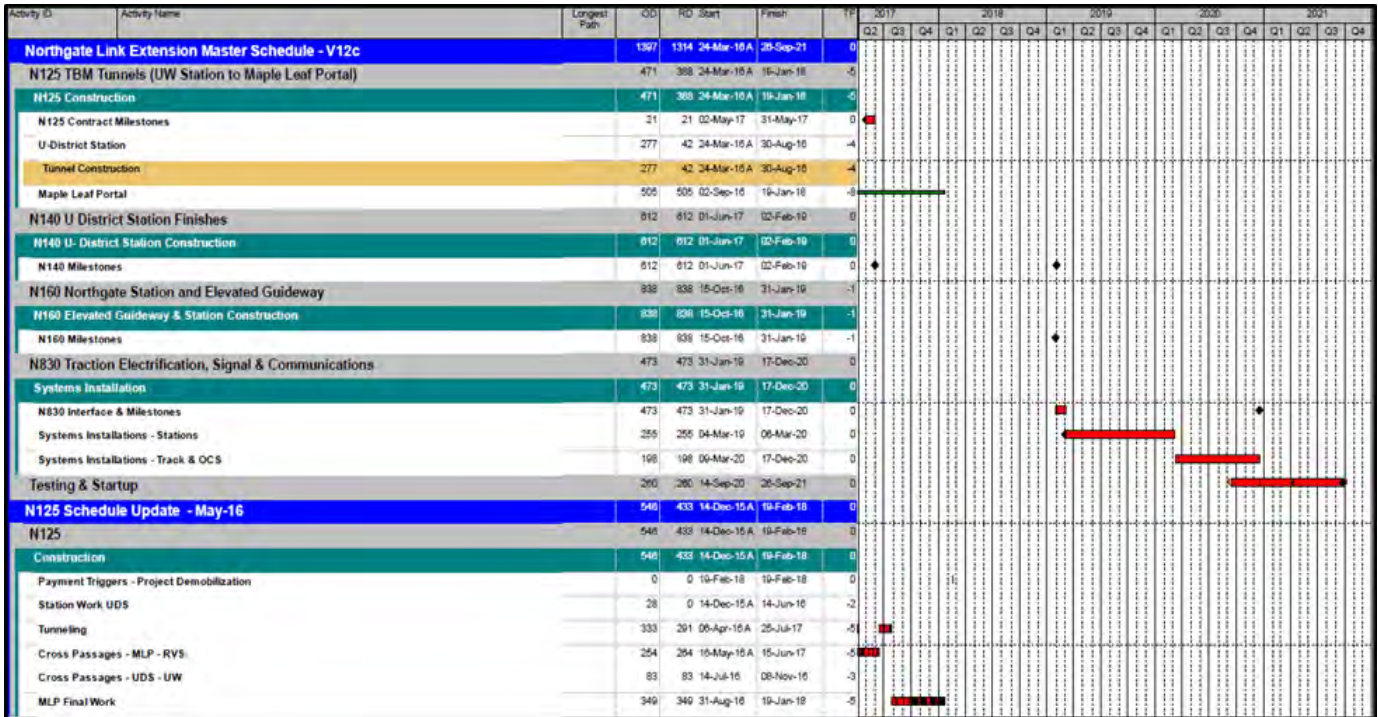 Activity ID Activity Name Longest Path OD RD Start Finish TF 2017 2018 2019 2020 2021
Q2 Q3 Q4 Q1 Q2 Q3 Q4 Q1 Q2 Q3 Q4 Q1 Q2 Q3 Q4 Q1 Q2 Q3 Q4
Northgate Link Extension Master Schedule - V12c 1397 1314 24-Mar-16 A 26-Sep-21 0
N125 TBM Tunnels (UW Station to Maple Leaf Portal) 471 388 24-Mar-16 A 19-Jan-18 -5
N125 Construction 471 388 24-Mar-16 A 19-Jan-18 -5
N125 Contract Milestones 21 21 02-May-17 31-May-17 0
U-District Station 277 42 24-Mar-16 A 30-Aug-16 -4
Tunnel Construction 277 42 24-Mar-16 A 30-Aug-16 -4
Maple Leaf Portal 505 505 02-Sep-16 19-Jan-18 -8
N140 U District Station Finishes 612 612 01-Jun-17 02-Feb-19 0
N140 U- District Station Construction 612 612 01-Jun-17 02-Feb-19 0
N140 Milestones 612 612 01-Jun-17 02-Feb-19 0
N160 Northgate Station and Elevated Guideway 838 838 15-Oct-16 31-Jan-19 -1
N160 Elevated Guideway & Station Construction 838 838 15-Oct-16 31-Jan-19 -1
N160 Milestones 838 838 15-Oct-16 31-Jan-19 -1
N830 Traction Electrification, Signal & Communications 473 473 31-Jan-19 17-Dec-20 0
Systems Installation 473 473 31-Jan-19 17-Dec-20 0
N830 Interface & Milestones 473 473 31-Jan-19 17-Dec-20 0
Systems Installations - Stations 255 255 04-Mar-19 06-Mar-20 0
Systems Installations - Track & OCS 198 198 09-Mar-20 17-Dec-20 0
Testing & Startup 260 260 14-Sep-20 26-Sep-21 0
N125 Schedule Update - May-16 546 433 14-Dec-15 A 19-Feb-18 0
N125 546 433 14-Dec-15 A 19-Feb-18 0
Construction 546 433 14-Dec-15 A 19-Feb-18 0
Payment Triggers - Project Demobilization 0 0 19-Feb-18 19-Feb-18 0
Station Work UDS 28 0 14-Dec-15 A 14-Jun-16 -2
Tunneling 333 291 06-Apr-16 A 25-Jul-17 -5
Cross Passages - MLP - RVS 264 264 16-May-16 A 15-Jun-17 -5
Cross Passages - UDS - UW 83 83 14-Jul-16 08-Nov-16 -3
MLP Final Work 349 349 31-Aug-16 19-Jan-18 -5